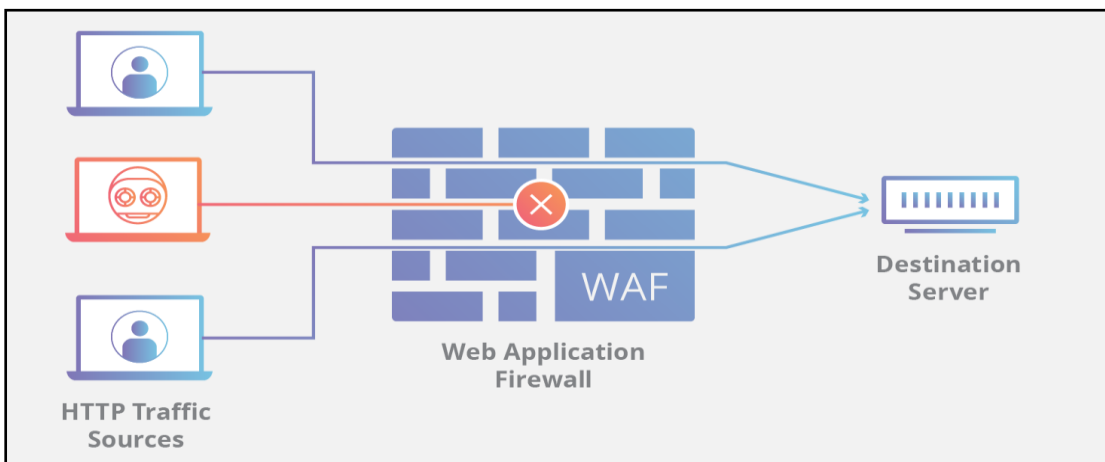 WAF
Web Application
Firewall
Destination
Server
HTTP Traffic
Sources